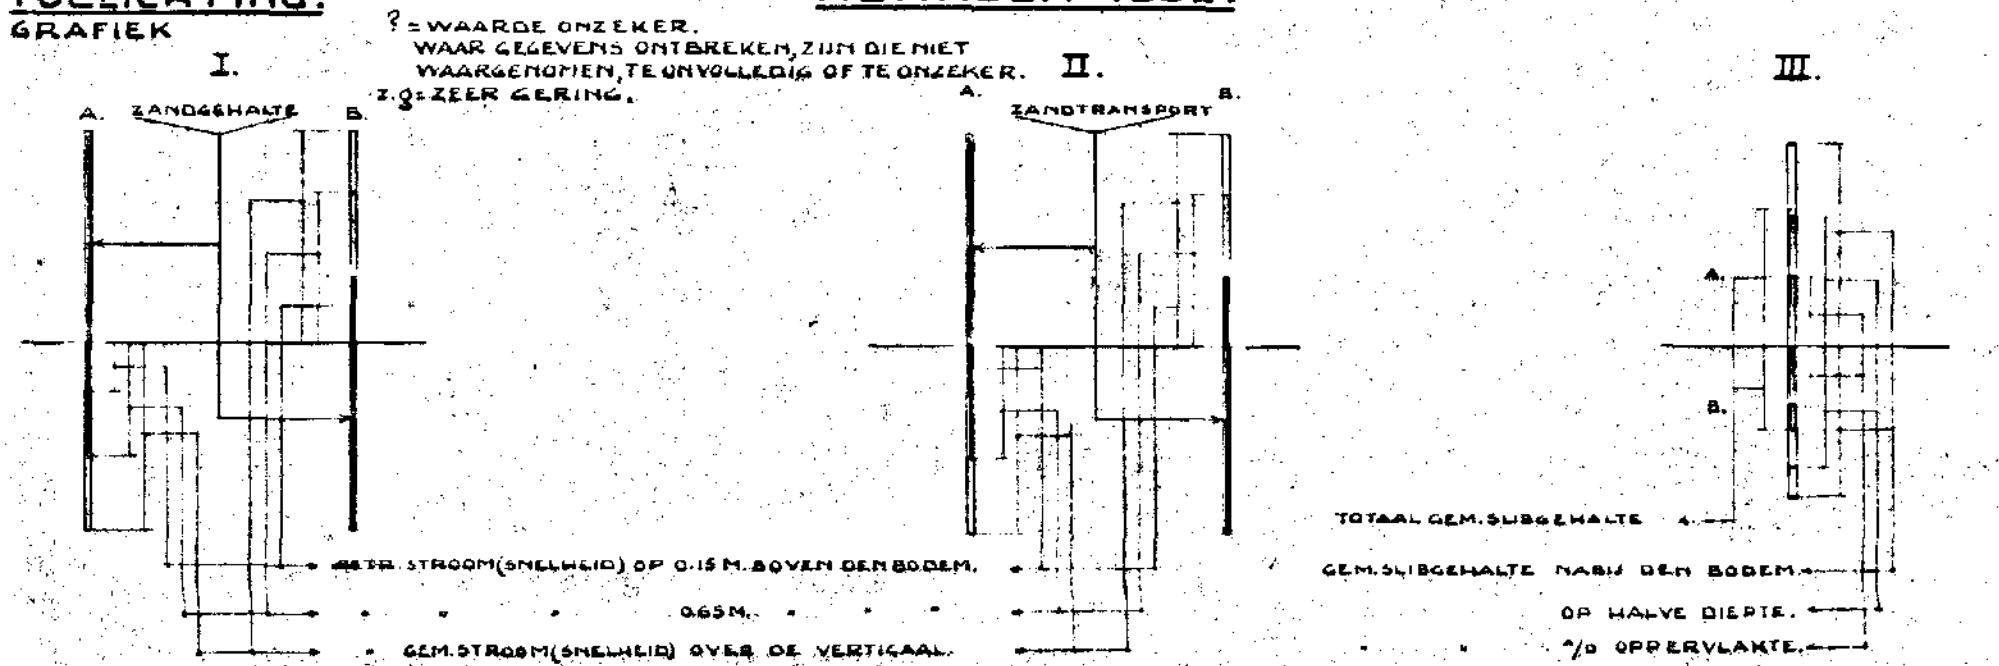 GRAFIEK
? = WAARDE ONZEKER.
WAAR GEGEVENS ONTBREKEN, ZIJN DIE NIET
WAARGENOMEN, TE ONVOLLEDIG OF TE ONZEKER.
z.g = ZEER GERING.
I.
II.
III.
A. ZANDGEHALTE B.
A. ZANDTRANSPORT B.
A.
B.
TOTAAL GEM. SLIBGEHALTE
STROOM (SNELHEID) OP 0.15 M. BOVEN DEN BODEM.
GEM. SLIBGEHALTE NABIJ DEN BODEM.
" " " 0.65 M. " " "
OP HALVE DIEPTE.
" GEM. STROOM (SNELHEID) OVER DE VERTICAAL.
" " A/D OPPERVLAKTE.